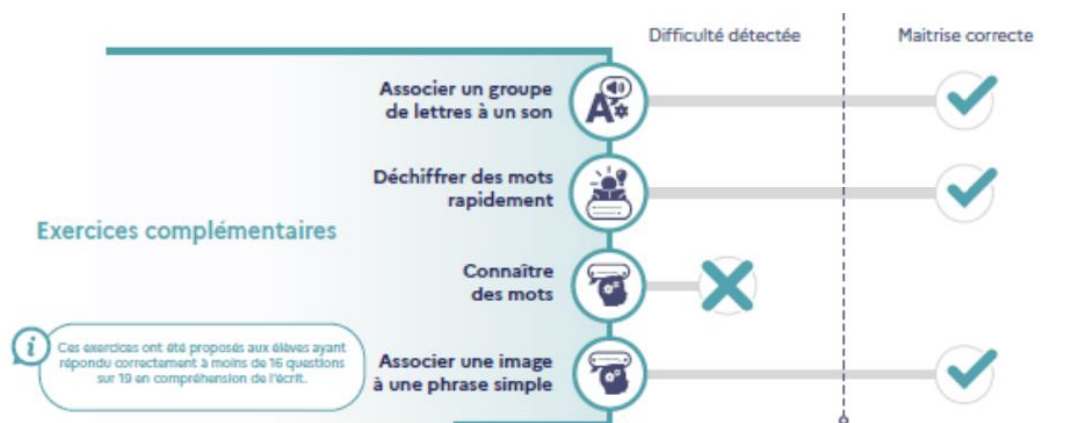 Difficulté détectée
Maitrise correcte
Associer un groupe
de lettres à un son
Déchiffrer des mots
rapidement
Exercices complémentaires
Connaître
des mots
Ces exercices ont été proposés aux élèves ayant
répondu correctement à moins de 16 questions
sur 19 en compréhension de l'écrit.
Associer une image
à une phrase simple